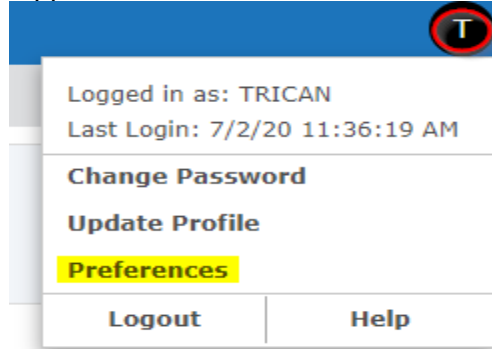 T
Logged in as: TRICAN
Last Login: 7/2/20 11:36:19 AM
Change Password
Update Profile
Preferences
Logout Help